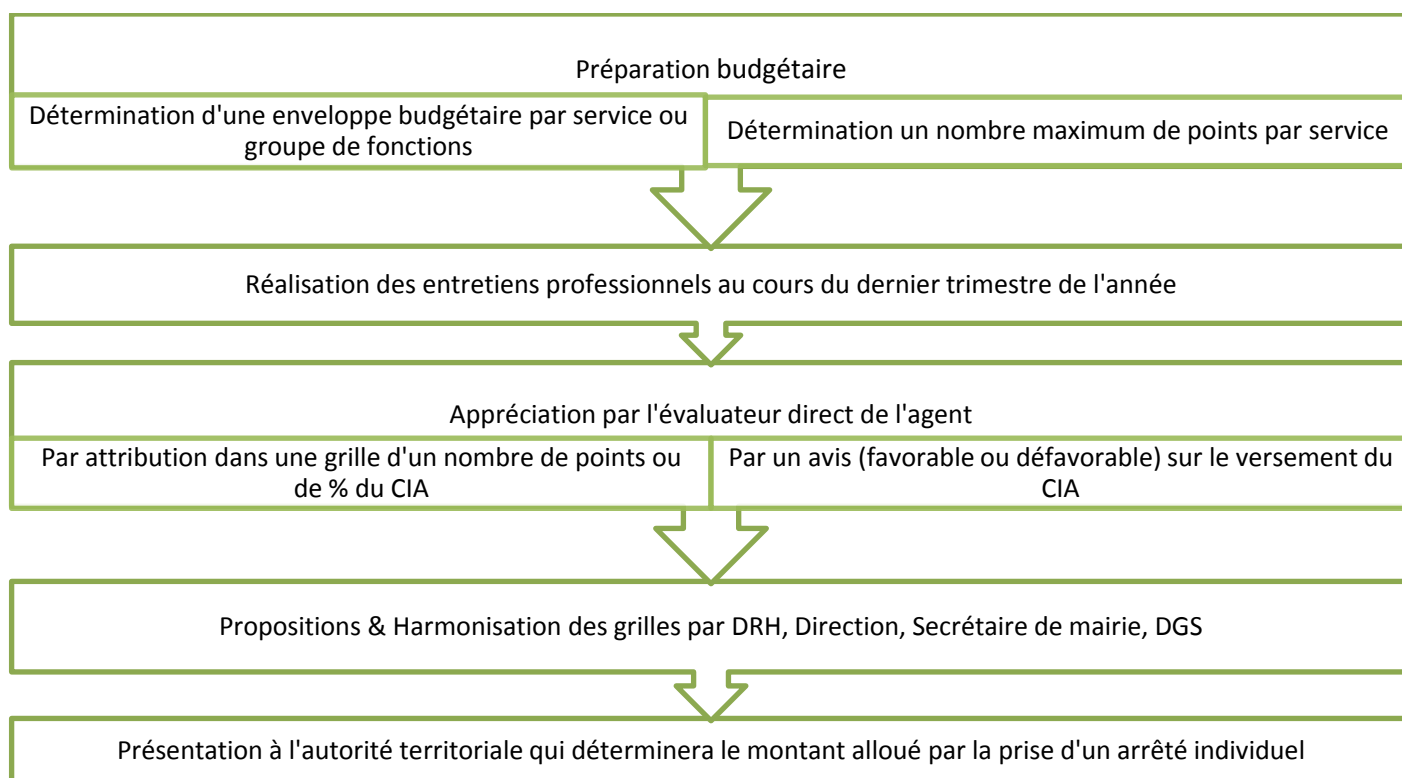 Préparation budgétaire
Détermination d'une enveloppe budgétaire par service ou
groupe de fonctions
Détermination un nombre maximum de points par service
Réalisation des entretiens professionnels au cours du dernier trimestre de l'année
Appréciation par l'évaluateur direct de l'agent
Par attribution dans une grille d'un nombre de points ou
de % du CIA
Par un avis (favorable ou défavorable) sur le versement du
CIA
Propositions & Harmonisation des grilles par DRH, Direction, Secrétaire de mairie, DGS
Présentation à l'autorité territoriale qui déterminera le montant alloué par la prise d'un arrêté individuel